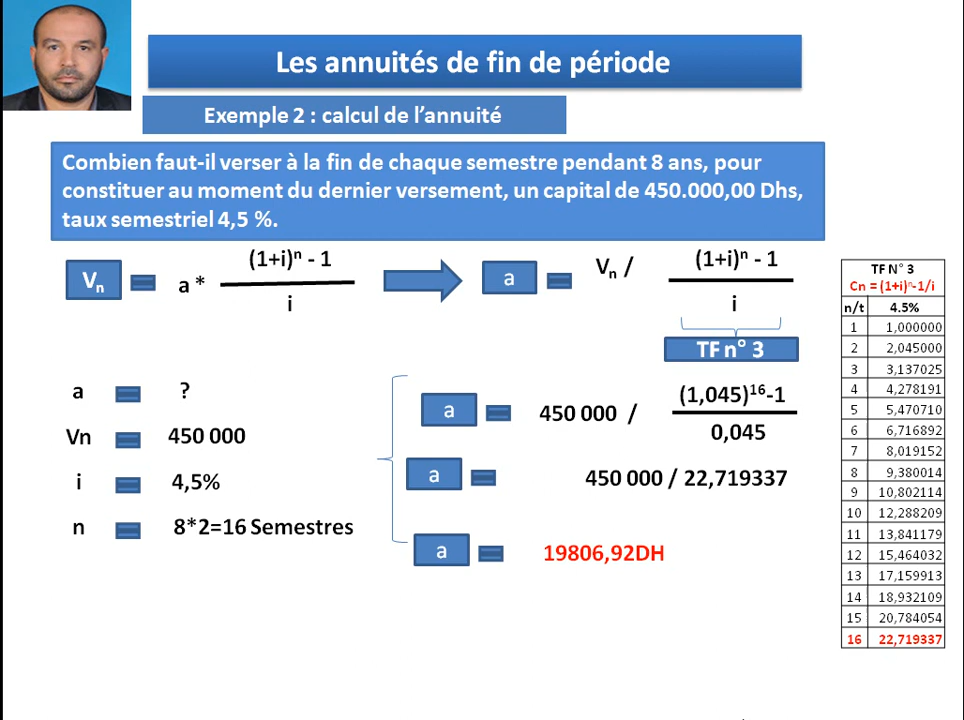 Les annuités de fin de période
Exemple 2 : calcul de l’annuité
Combien faut-il verser à la fin de chaque semestre pendant 8 ans, pour
constituer au moment du dernier versement, un capital de 450.000,00 Dhs,
taux semestriel 4,5 %.
Vn = a * (1+i)ⁿ - 1
i
a = Vn / (1+i)ⁿ - 1
i
TF n° 3
a = ?
Vn = 450 000
i = 4,5%
n = 8*2=16 Semestres
a = 450 000 / (1,045)¹⁶-1
0,045
a = 450 000 / 22,719337
a = 19806,92DH
TF N° 3
Cn = (1+i)ⁿ-1/i
n/t 4.5%
1 1,000000
2 2,045000
3 3,137025
4 4,278191
5 5,470710
6 6,716892
7 8,019152
8 9,380014
9 10,802114
10 12,288209
11 13,841179
12 15,464032
13 17,159913
14 18,932109
15 20,784054
16 22,719337